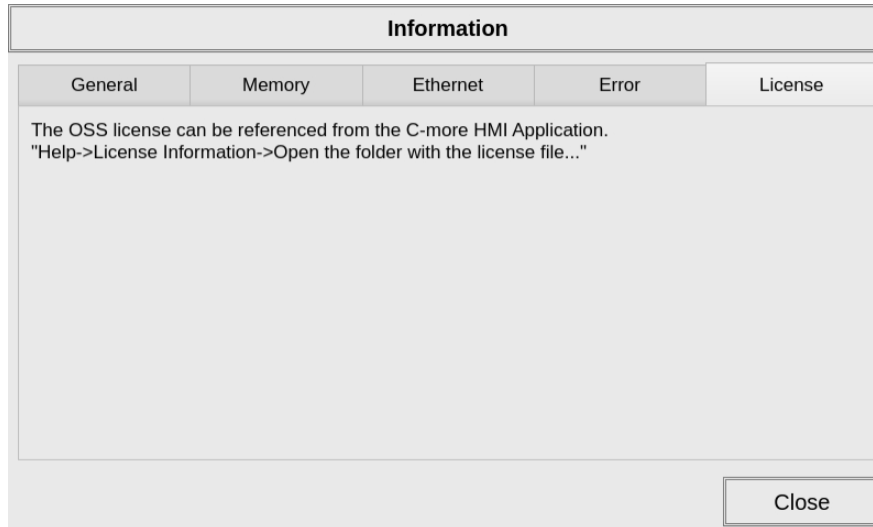 Information
General Memory Ethernet Error License
The OSS license can be referenced from the C-more HMI Application.
"Help->License Information->Open the folder with the license file..."
Close